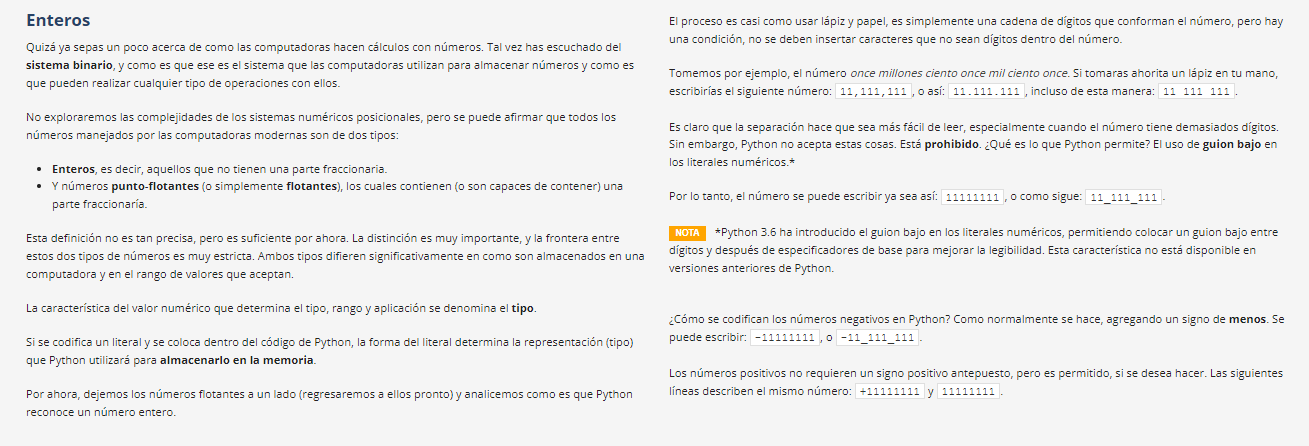 Enteros
Quizá ya sepas un poco acerca de como las computadoras hacen cálculos con números. Tal vez has escuchado del
sistema binario, y como es que ese es el sistema que las computadoras utilizan para almacenar números y como es
que pueden realizar cualquier tipo de operaciones con ellos.
No exploraremos las complejidades de los sistemas numéricos posicionales, pero se puede afirmar que todos los
números manejados por las computadoras modernas son de dos tipos:
• Enteros, es decir, aquellos que no tienen una parte fraccionaria.
• Y números punto-flotantes (o simplemente flotantes), los cuales contienen (o son capaces de contener) una
parte fraccionaría.
Esta definición no es tan precisa, pero es suficiente por ahora. La distinción es muy importante, y la frontera entre
estos dos tipos de números es muy estricta. Ambos tipos difieren significativamente en como son almacenados en una
computadora y en el rango de valores que aceptan.
La característica del valor numérico que determina el tipo, rango y aplicación se denomina el tipo.
Si se codifica un literal y se coloca dentro del código de Python, la forma del literal determina la representación (tipo)
que Python utilizará para almacenarlo en la memoria.
Por ahora, dejemos los números flotantes a un lado (regresaremos a ellos pronto) y analicemos como es que Python
reconoce un número entero.
El proceso es casi como usar lápiz y papel, es simplemente una cadena de dígitos que conforman el número, pero hay
una condición, no se deben insertar caracteres que no sean dígitos dentro del número.
Tomemos por ejemplo, el número once millones ciento once mil ciento once. Si tomaras ahorita un lápiz en tu mano,
escribirías el siguiente número: 11,111,111, o así: 11.111.111, incluso de esta manera: 11 111 111.
Es claro que la separación hace que sea más fácil de leer, especialmente cuando el número tiene demasiados dígitos.
Sin embargo, Python no acepta estas cosas. Está prohibido. ¿Qué es lo que Python permite? El uso de guion bajo en
los literales numéricos.*
Por lo tanto, el número se puede escribir ya sea así: 11111111, o como sigue: 11_111_111.
NOTA *Python 3.6 ha introducido el guion bajo en los literales numéricos, permitiendo colocar un guion bajo entre
dígitos y después de especificadores de base para mejorar la legibilidad. Esta característica no está disponible en
versiones anteriores de Python.
¿Cómo se codifican los números negativos en Python? Como normalmente se hace, agregando un signo de menos. Se
puede escribir: -11111111, o -11_111_111.
Los números positivos no requieren un signo positivo antepuesto, pero es permitido, si se desea hacer. Las siguientes
líneas describen el mismo número: +11111111 y 11111111.